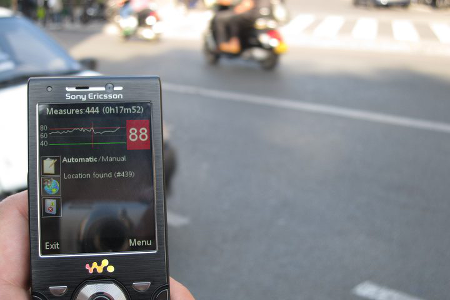 Sony Ericsson
Measures:444 (0h17m52)
80
60
40
88
Automatic/Manual
Location found (#439)
Exit Menu